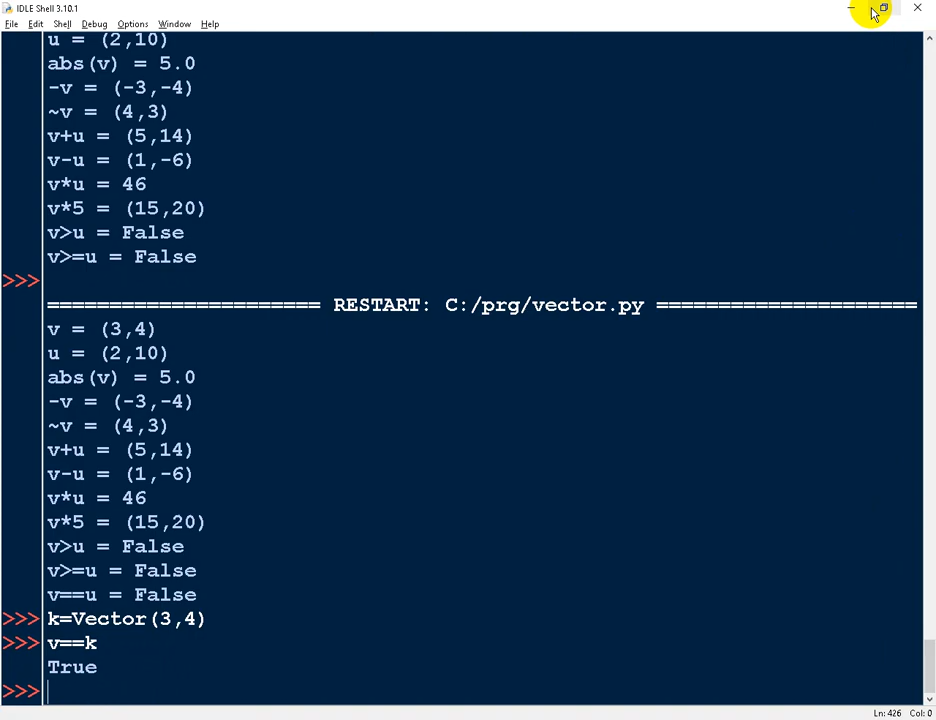 IDLE Shell 3.10.1
File Edit Shell Debug Options Window Help
u = (2,10)
abs(v) = 5.0
-v = (-3,-4)
~v = (4,3)
v+u = (5,14)
v-u = (1,-6)
v*u = 46
v*5 = (15,20)
v>u = False
v>=u = False
>>>
====================== RESTART: C:/prg/vector.py =====================
v = (3,4)
u = (2,10)
abs(v) = 5.0
-v = (-3,-4)
~v = (4,3)
v+u = (5,14)
v-u = (1,-6)
v*u = 46
v*5 = (15,20)
v>u = False
v>=u = False
v==u = False
>>> k=Vector(3,4)
>>> v==k
True
>>>
Ln: 426 Col: 0